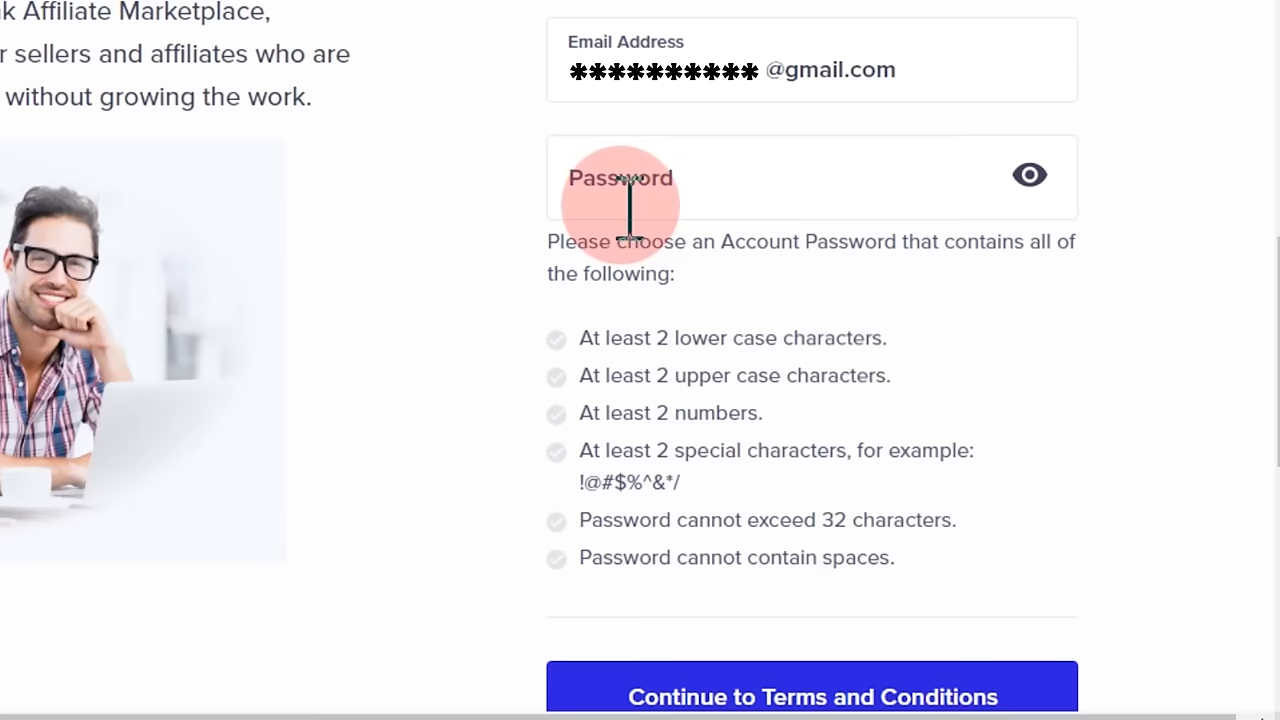 Affiliate Marketplace,
sellers and affiliates who are
without growing the work.
Email Address
********** @gmail.com
Password
Please choose an Account Password that contains all of
the following:
At least 2 lower case characters.
At least 2 upper case characters.
At least 2 numbers.
At least 2 special characters, for example:
!@#$%^&*/
Password cannot exceed 32 characters.
Password cannot contain spaces.
Continue to Terms and Conditions